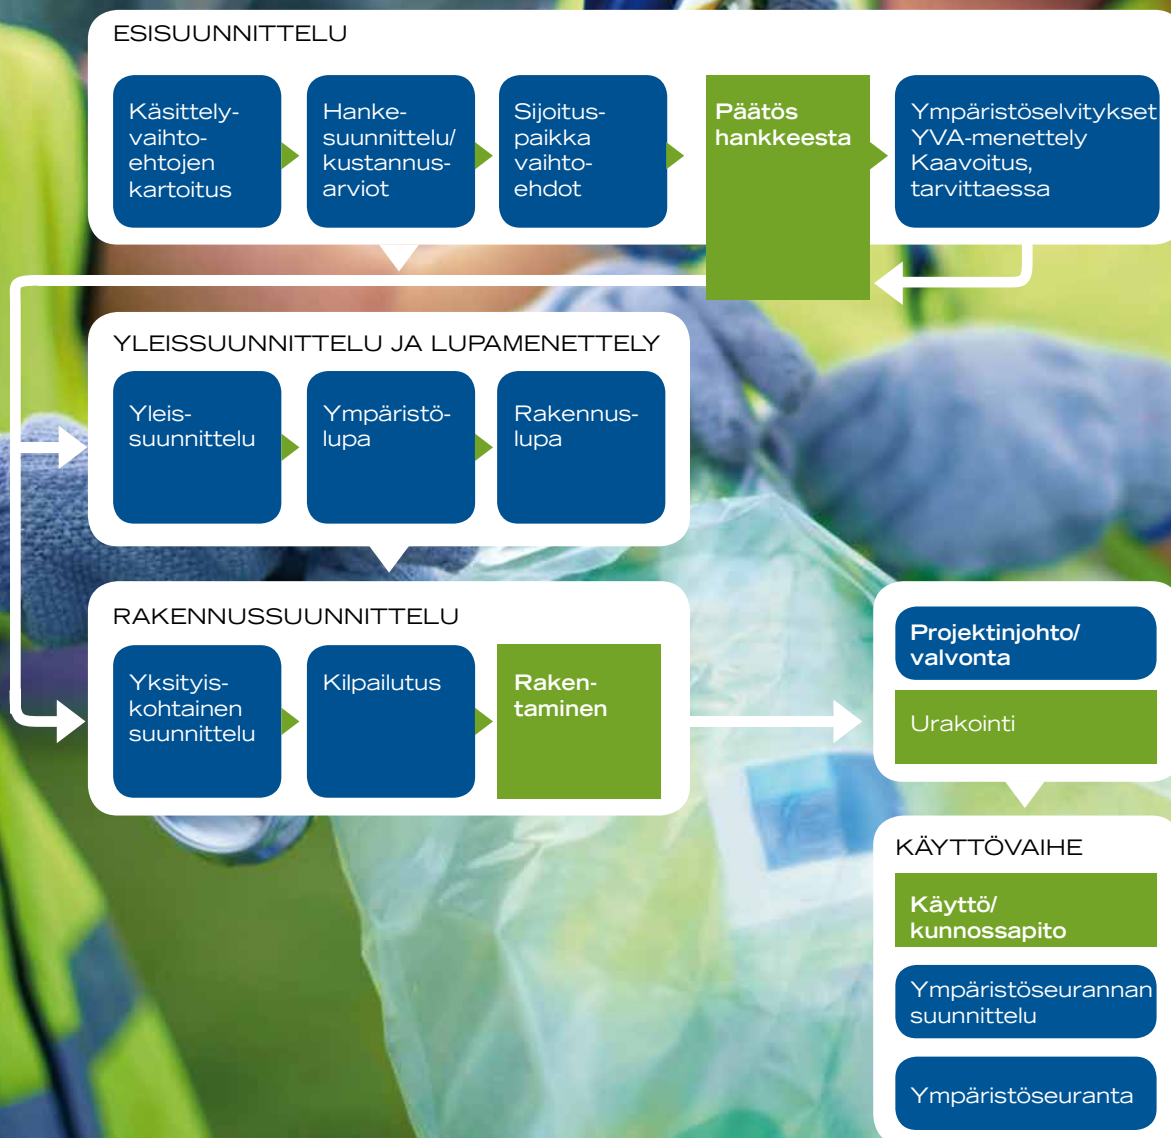 ESISUUNNITTELU
Käsittely-
vaihto-
ehtojen
kartoitus
Hanke-
suunnittelu/
kustannus-
arviot
Sijoitus-
paikka
vaihto-
ehdot
Päätös
hankkeesta
Ympäristöselvitykset
YVA-menettely
Kaavoitus,
tarvittaessa
YLEISSUUNNITTELU JA LUPAMENETTELY
Yleis-
suunnittelu
Ympäristö-
lupa
Rakennus-
lupa
RAKENNUSSUUNNITTELU
Yksityis-
kohtainen
suunnittelu
Kilpailutus
Raken-
taminen
Projektinjohto/
valvonta
Urakointi
KÄYTTÖVAIHE
Käyttö/
kunnossapito
Ympäristöseurannan
suunnittelu
Ympäristöseuranta